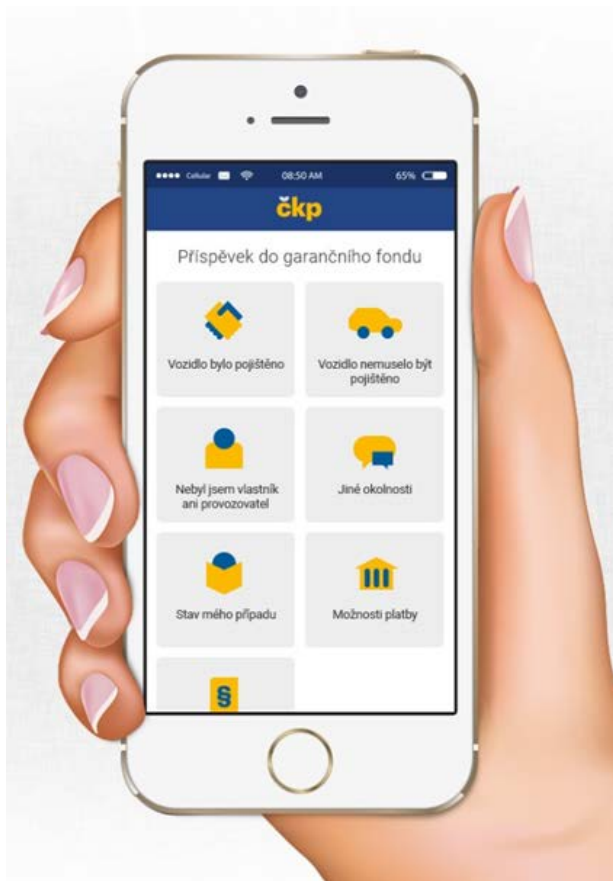 Cellular 08:50 AM 65%
čkp
Příspěvek do garančního fondu
Vozidlo bylo pojištěno
Vozidlo nemuselo být
pojištěno
Nebyl jsem vlastník
ani provozovatel
Jiné okolnosti
Stav mého případu
Možnosti platby
§